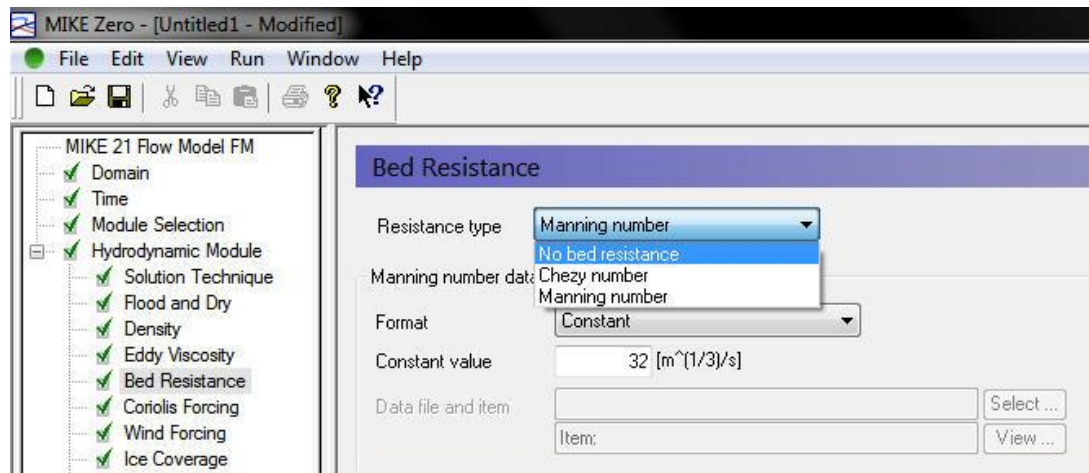 MIKE Zero - [Untitled1 - Modified]
File Edit View Run Window Help
MIKE 21 Flow Model FM
Domain
Time
Module Selection
Hydrodynamic Module
Solution Technique
Flood and Dry
Density
Eddy Viscosity
Bed Resistance
Coriolis Forcing
Wind Forcing
Ice Coverage
Bed Resistance
Resistance type Manning number
No bed resistance
Chezy number
Manning number
Manning number data
Format Constant
Constant value 32 [m^(1/3)/s]
Data file and item Select ...
Item: View ...